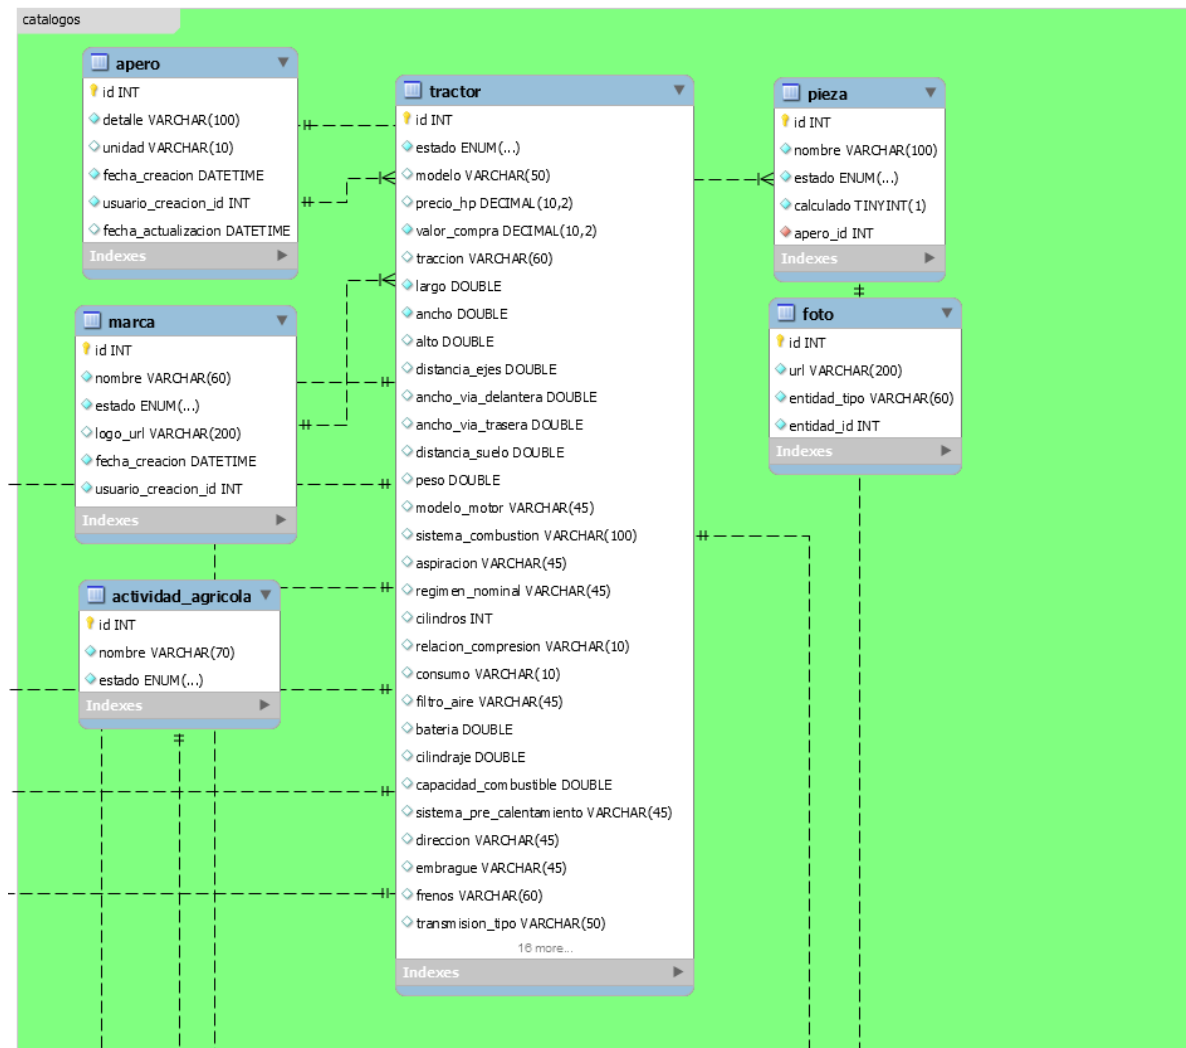 catalogos
apero
id INT
detalle VARCHAR(100)
unidad VARCHAR(10)
fecha_creacion DATETIME
usuario_creacion_id INT
fecha_actualizacion DATETIME
Indexes
marca
id INT
nombre VARCHAR(60)
estado ENUM(...)
logo_url VARCHAR(200)
fecha_creacion DATETIME
usuario_creacion_id INT
Indexes
actividad_agricola
id INT
nombre VARCHAR(70)
estado ENUM(...)
Indexes
tractor
id INT
estado ENUM(...)
modelo VARCHAR(50)
precio_hp DECIMAL(10,2)
valor_compra DECIMAL(10,2)
traccion VARCHAR(60)
largo DOUBLE
ancho DOUBLE
alto DOUBLE
distancia_ejes DOUBLE
ancho_via_delantera DOUBLE
ancho_via_trasera DOUBLE
distancia_suelo DOUBLE
peso DOUBLE
modelo_motor VARCHAR(45)
sistema_combustion VARCHAR(100)
aspiracion VARCHAR(45)
regimen_nominal VARCHAR(45)
cilindros INT
relacion_compresion VARCHAR(10)
consumo VARCHAR(10)
filtro_aire VARCHAR(45)
bateria DOUBLE
cilindraje DOUBLE
capacidad_combustible DOUBLE
sistema_pre_calentamiento VARCHAR(45)
direccion VARCHAR(45)
embrague VARCHAR(45)
frenos VARCHAR(60)
transmision_tipo VARCHAR(50)
16 more...
Indexes
pieza
id INT
nombre VARCHAR(100)
estado ENUM(...)
calculado TINYINT(1)
apero_id INT
Indexes
foto
id INT
url VARCHAR(200)
entidad_tipo VARCHAR(60)
entidad_id INT
Indexes